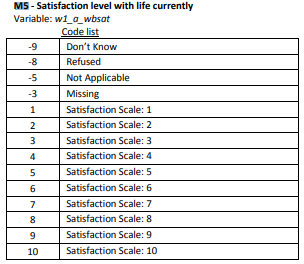 M5 - Satisfaction level with life currently
Variable: w1_a_wbsat
Code list
-9 Don't Know
-8 Refused
-5 Not Applicable
-3 Missing
1 Satisfaction Scale: 1
2 Satisfaction Scale: 2
3 Satisfaction Scale: 3
4 Satisfaction Scale: 4
5 Satisfaction Scale: 5
6 Satisfaction Scale: 6
7 Satisfaction Scale: 7
8 Satisfaction Scale: 8
9 Satisfaction Scale: 9
10 Satisfaction Scale: 10